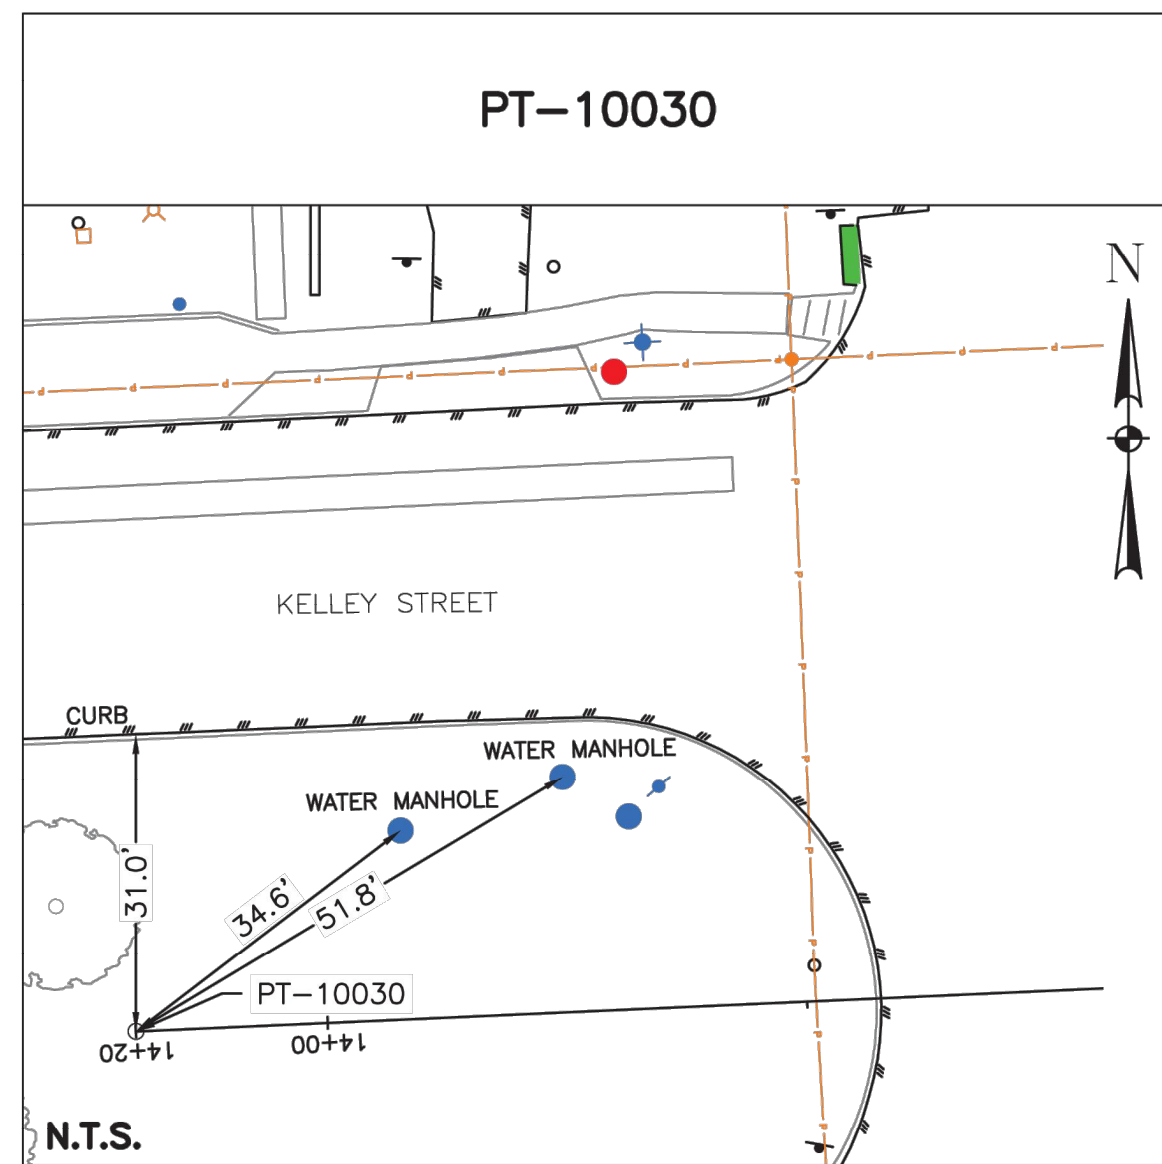 PT-10030
N
KELLEY STREET
CURB
WATER MANHOLE
WATER MANHOLE
31.0'
34.6'
51.8'
PT-10030
14+20
14+00
N.T.S.